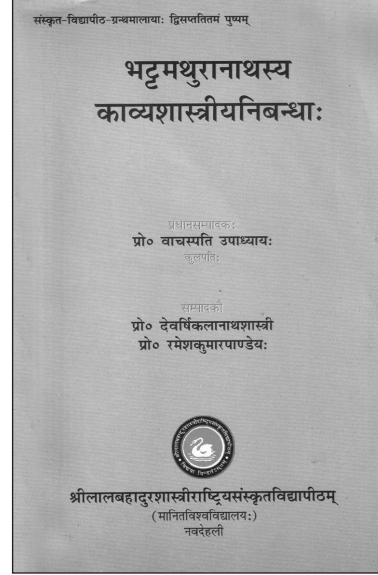 संस्कृत-विद्यापीठ-ग्रन्थमालायाः द्विसप्ततितमं पुष्पम्
भट्टमथुरानाथस्य
काव्यशास्त्रीयनिबन्धाः
प्रधानसम्पादकः
प्रो० वाचस्पति उपाध्यायः
कुलपतिः
सम्पादकौ
प्रो० देवर्षिकलानाथशास्त्री
प्रो० रमेशकुमारपाण्डेयः
श्रीलालबहादुरशास्त्रीराष्ट्रियसंस्कृतविद्यापीठम्
(मानितविश्वविद्यालयः)
नवदेहली